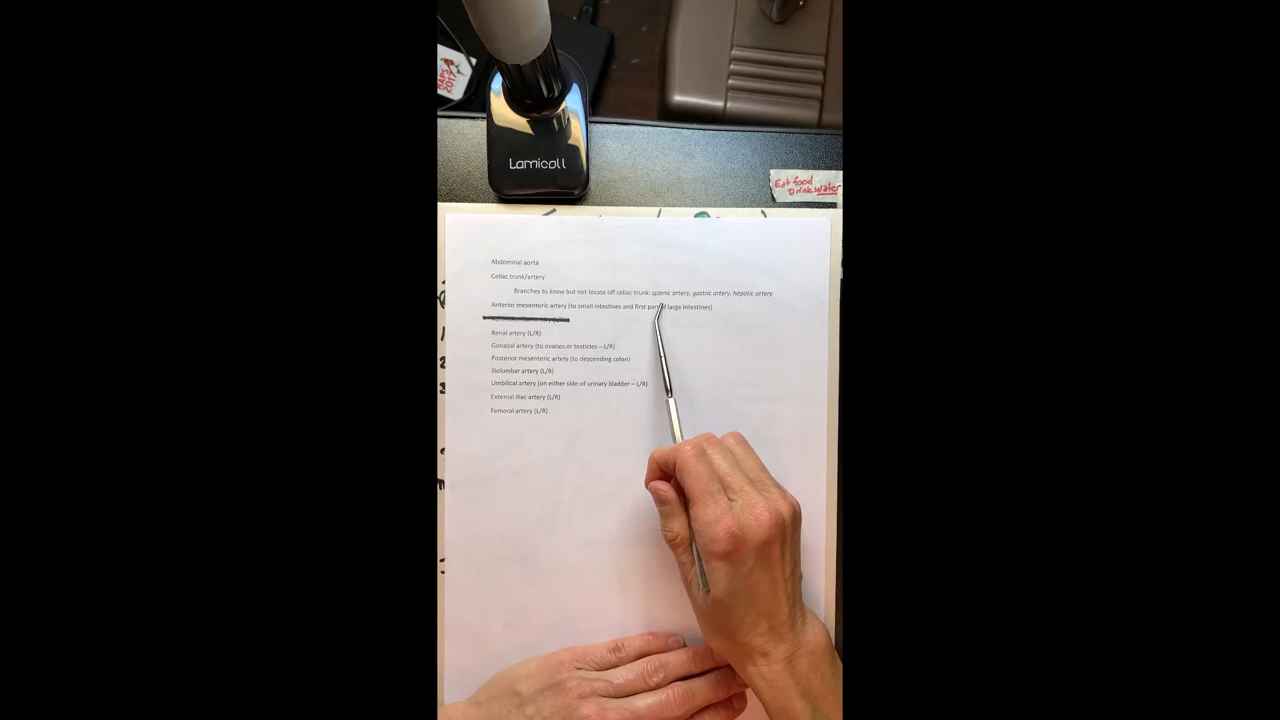 HAPS
2017
Lamicall
Eat food
Drink water
Abdominal aorta
Celiac trunk/artery
Branches to know but not locate off celiac trunk: splenic artery, gastric artery, hepatic artery
Anterior mesenteric artery (to small intestines and first part of large intestines)
Renal artery (L/R)
Gonadal artery (to ovaries or testicles – L/R)
Posterior mesenteric artery (to descending colon)
Iliolumbar artery (L/R)
Umbilical artery (on either side of urinary bladder – L/R)
External iliac artery (L/R)
Femoral artery (L/R)